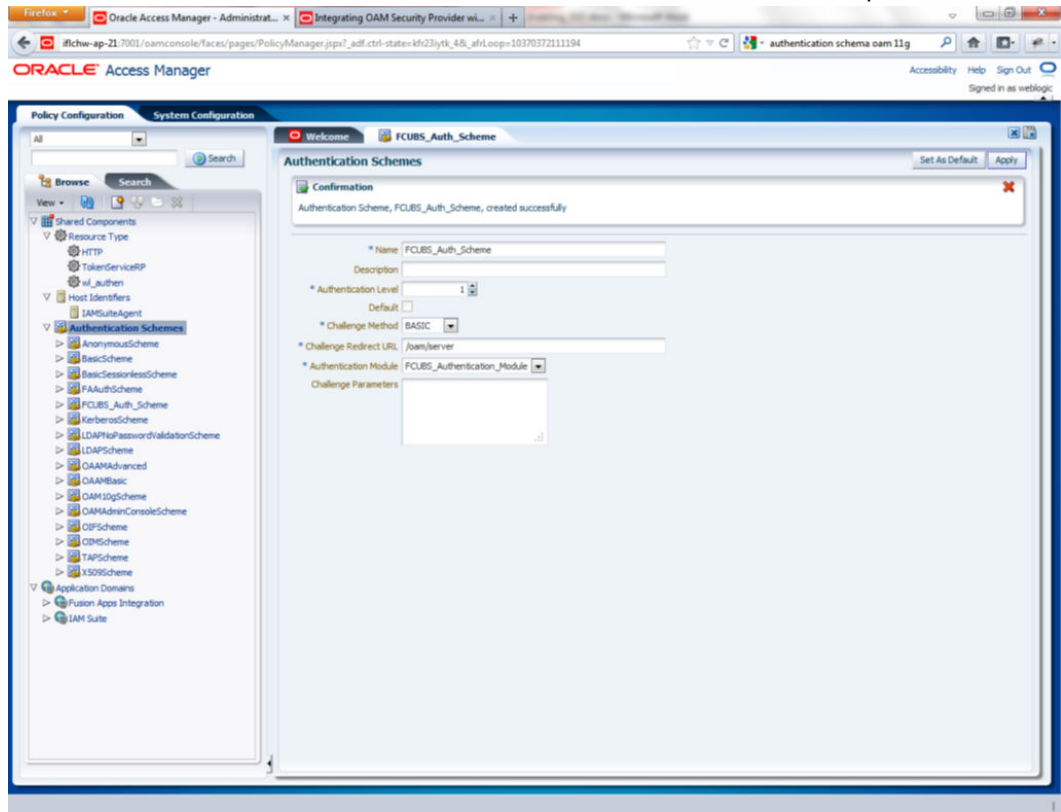 Firefox
Oracle Access Manager - Administrat...
Integrating OAM Security Provider wi...
iflchw-ap-21:7001/oamconsole/faces/pages/PolicyManager.jspx?_adf.ctrl-state=kfr23iytk_4&_afrLoop=10370372111194
authentication schema oam 11g
ORACLE Access Manager
Accessibility Help Sign Out
Signed in as weblogic
Policy Configuration System Configuration
All
Search
Browse Search
View
Shared Components
Resource Type
HTTP
TokenServiceRP
wl_authen
Host Identifiers
IAMSuiteAgent
Authentication Schemes
AnonymousScheme
BasicScheme
BasicSessionlessScheme
FAAuthScheme
FCUBS_Auth_Scheme
KerberosScheme
LDAPNoPasswordValidationScheme
LDAPScheme
OAAMAdvanced
OAAMBasic
OAM10gScheme
OAMAdminConsoleScheme
OIFScheme
OIMScheme
TAPScheme
X509Scheme
Application Domains
Fusion Apps Integration
IAM Suite
Welcome FCUBS_Auth_Scheme
Authentication Schemes
Set As Default Apply
Confirmation
Authentication Scheme, FCUBS_Auth_Scheme, created successfully
* Name FCUBS_Auth_Scheme
Description
* Authentication Level 1
Default
* Challenge Method BASIC
* Challenge Redirect URL /oam/server
* Authentication Module FCUBS_Authentication_Module
Challenge Parameters